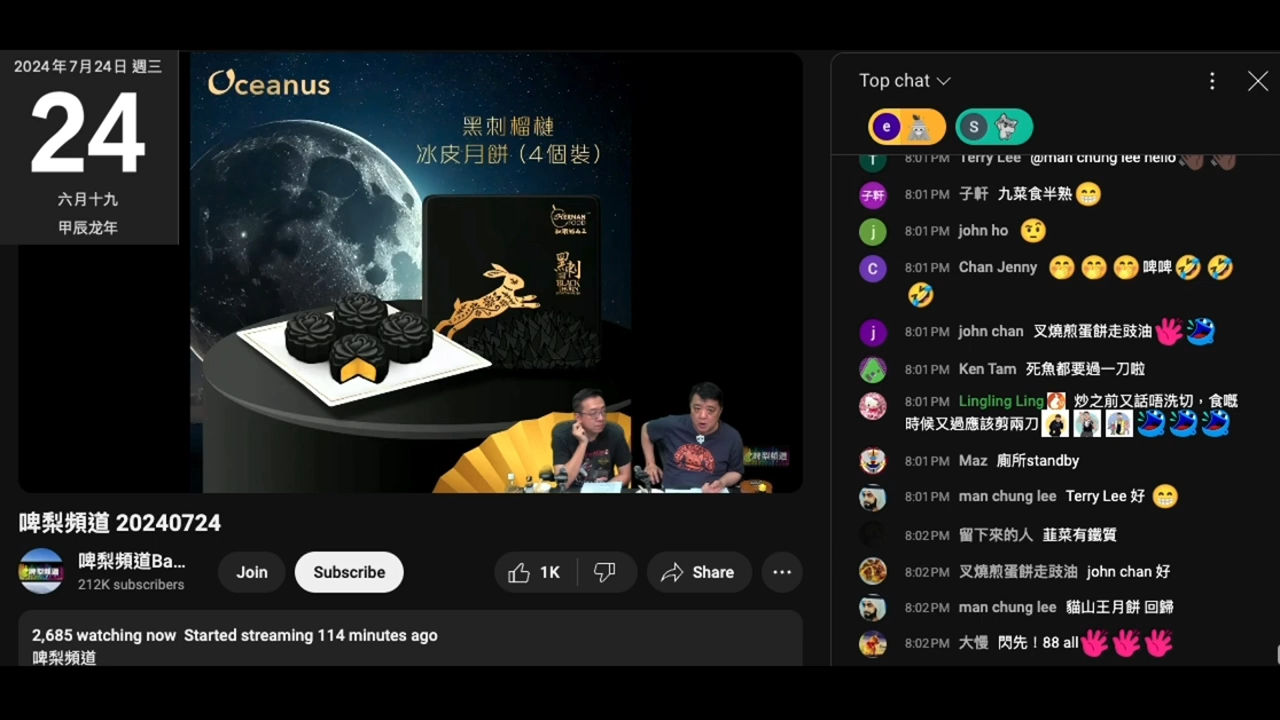 2024年7月24日 週三
24
六月十九
甲辰龙年
Oceanus
黑刺榴槤
冰皮月餅 (4個裝)
HERNAN
FOOD
黑刺
BLACK
THORN
啤梨頻道
啤梨頻道 20240724
啤梨頻道Ba...
212K subscribers
Join
Subscribe
1K
Share
2,685 watching now Started streaming 114 minutes ago
啤梨頻道
Top chat
e
S
T 8:01 PM Terry Lee @man chung lee hello
子軒 8:01 PM 子軒 九菜食半熟😁
j 8:01 PM john ho 🤨
C 8:01 PM Chan Jenny 🤭🤭🤭啤啤🤣🤣
🤣
j 8:01 PM john chan 叉燒煎蛋餅走豉油
8:01 PM Ken Tam 死魚都要過一刀啦
8:01 PM Lingling Ling 炒之前又話唔洗切，食嘅
時候又過應該剪兩刀
8:01 PM Maz 廁所standby
8:01 PM man chung lee Terry Lee 好 😁
8:02 PM 留下來的人 韮菜有鐵質
8:02 PM 叉燒煎蛋餅走豉油 john chan 好
8:02 PM man chung lee 貓山王月餅 回歸
8:02 PM 大慢 閃先！88 all